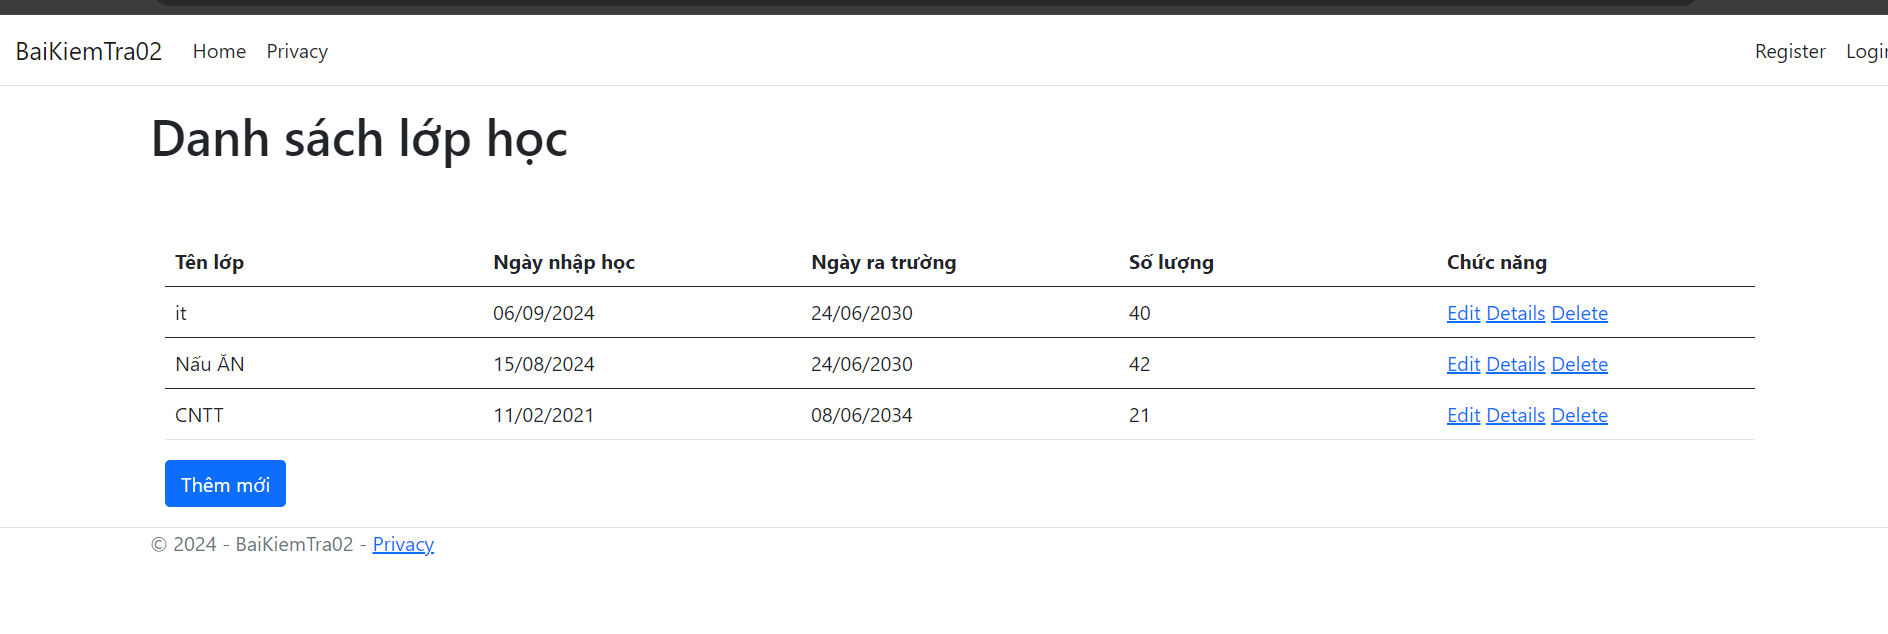 BaiKiemTra02 Home Privacy Register Login
Danh sách lớp học
Tên lớp Ngày nhập học Ngày ra trường Số lượng Chức năng
it 06/09/2024 24/06/2030 40 Edit Details Delete
Nấu ĂN 15/08/2024 24/06/2030 42 Edit Details Delete
CNTT 11/02/2021 08/06/2034 21 Edit Details Delete
Thêm mới
© 2024 - BaiKiemTra02 - Privacy